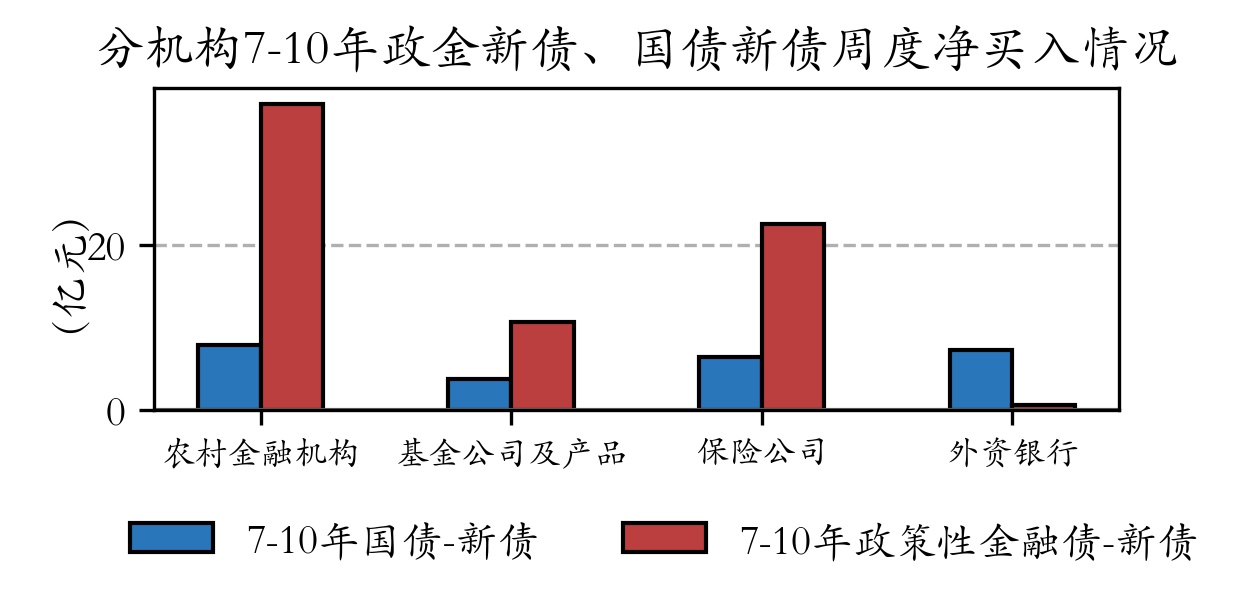 分机构7-10年政金新债、国债新债周度净买入情况
(亿元)
20
0
农村金融机构 基金公司及产品 保险公司 外资银行
7-10年国债-新债 7-10年政策性金融债-新债